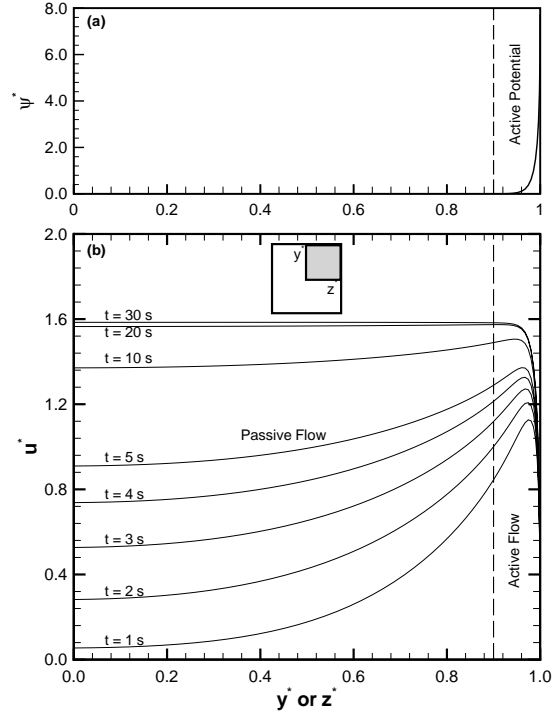 (a)
8.0
6.0
4.0
2.0
0.0
ψ*
Active Potential
0
0.2
0.4
0.6
0.8
1
(b)
2.0
1.6
1.2
0.8
0.4
0.0
u*
y*
z*
t = 30 s
t = 20 s
t = 10 s
Passive Flow
t = 5 s
t = 4 s
t = 3 s
t = 2 s
t = 1 s
Active Flow
0.0
0.2
0.4
0.6
0.8
1.0
y* or z*